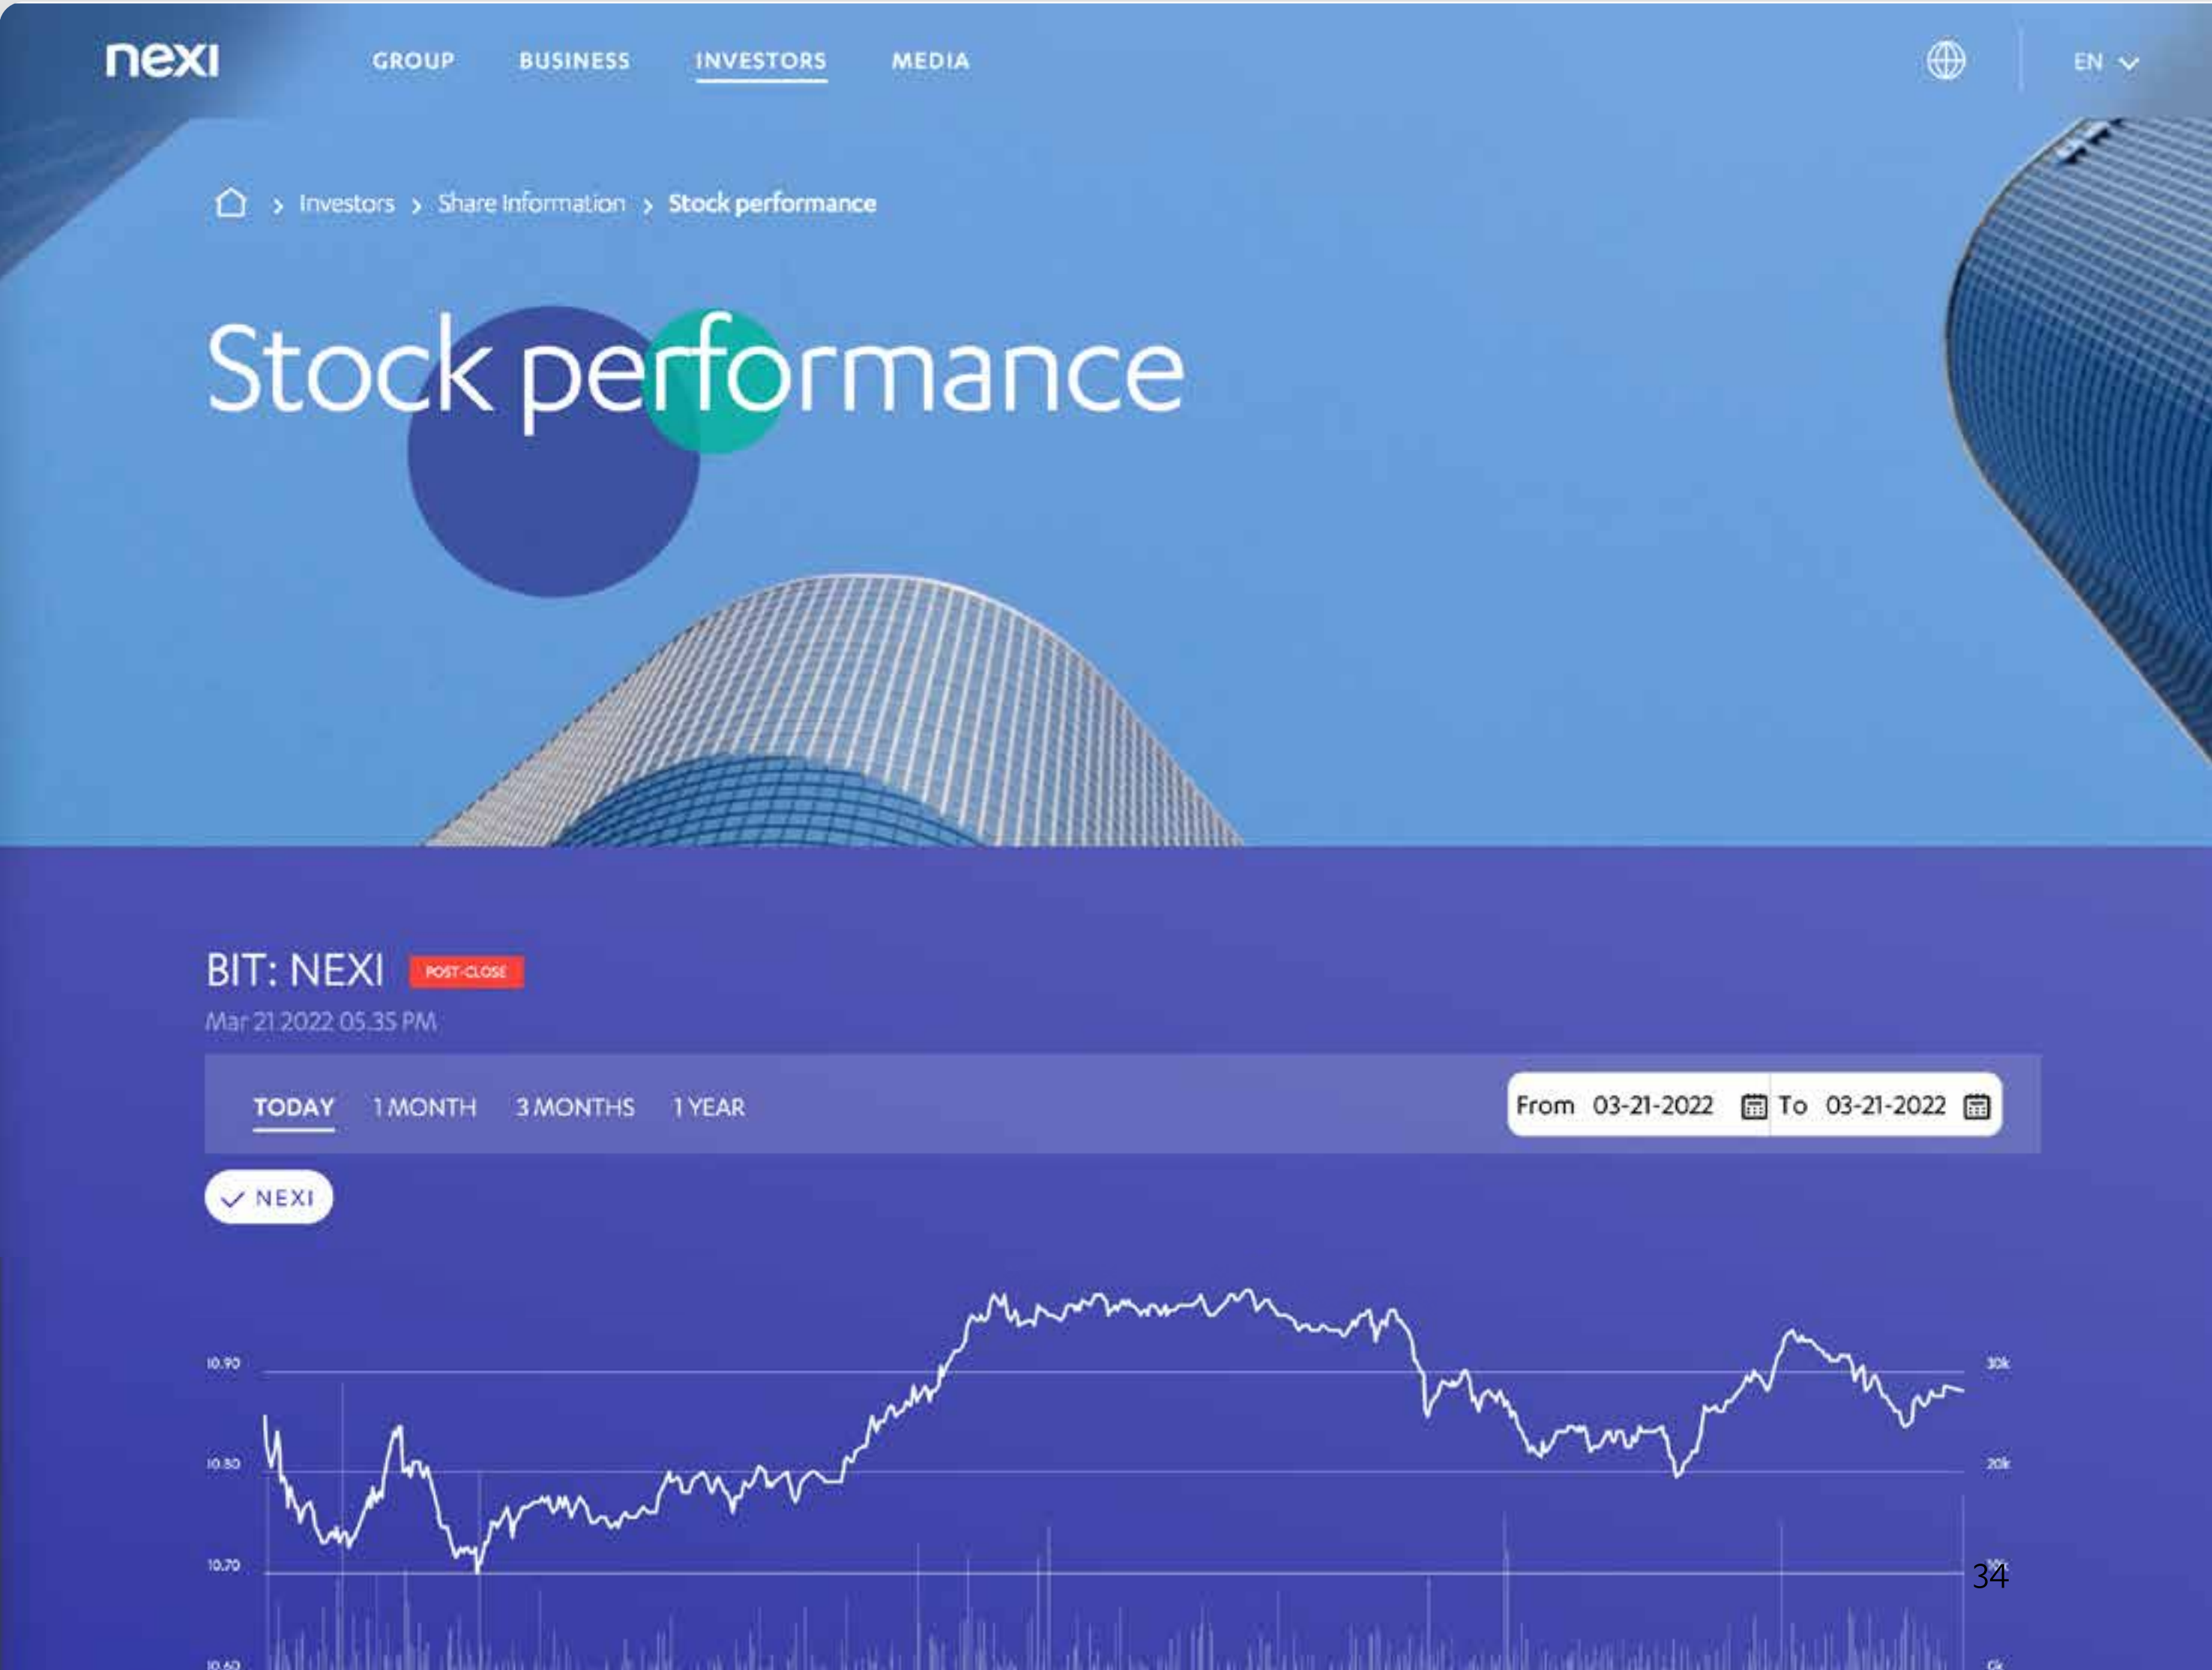 nexi
GROUP BUSINESS INVESTORS MEDIA EN
Investors > Share Information > Stock performance
Stock performance
BIT: NEXI POST-CLOSE
Mar 21 2022 05.35 PM
TODAY 1 MONTH 3 MONTHS 1 YEAR From 03-21-2022 To 03-21-2022
NEXI
10.90 30k
10.80 20k
10.70
34
10.60